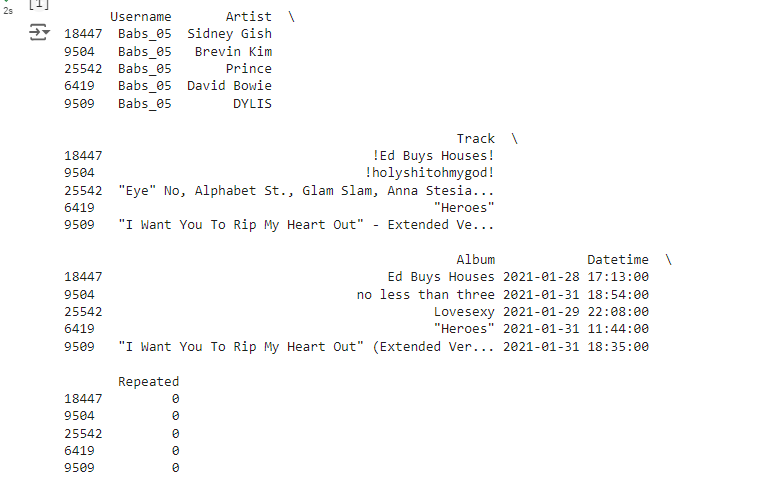 [1]
2s
Username Artist \
18447 Babs_05 Sidney Gish
9504 Babs_05 Brevin Kim
25542 Babs_05 Prince
6419 Babs_05 David Bowie
9509 Babs_05 DYLIS
Track \
18447 !Ed Buys Houses!
9504 !holyshitohmygod!
25542 "Eye" No, Alphabet St., Glam Slam, Anna Stesia...
6419 "Heroes"
9509 "I Want You To Rip My Heart Out" - Extended Ve...
Album Datetime \
18447 Ed Buys Houses 2021-01-28 17:13:00
9504 no less than three 2021-01-31 18:54:00
25542 Lovesexy 2021-01-29 22:08:00
6419 "Heroes" 2021-01-31 11:44:00
9509 "I Want You To Rip My Heart Out" (Extended Ver... 2021-01-31 18:35:00
Repeated
18447 0
9504 0
25542 0
6419 0
9509 0